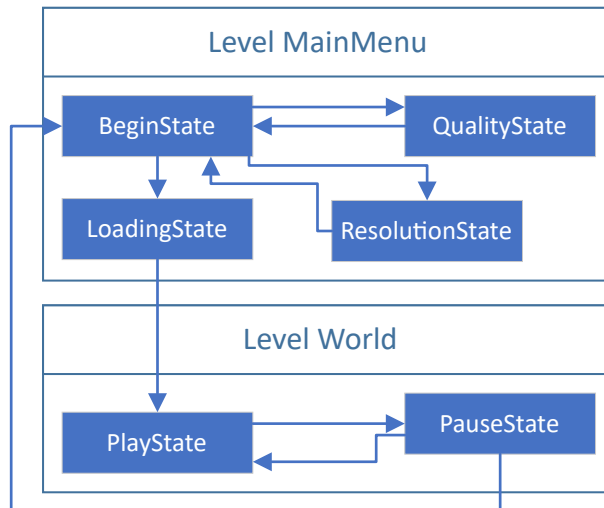 Level MainMenu
BeginState
QualityState
LoadingState
ResolutionState
Level World
PlayState
PauseState